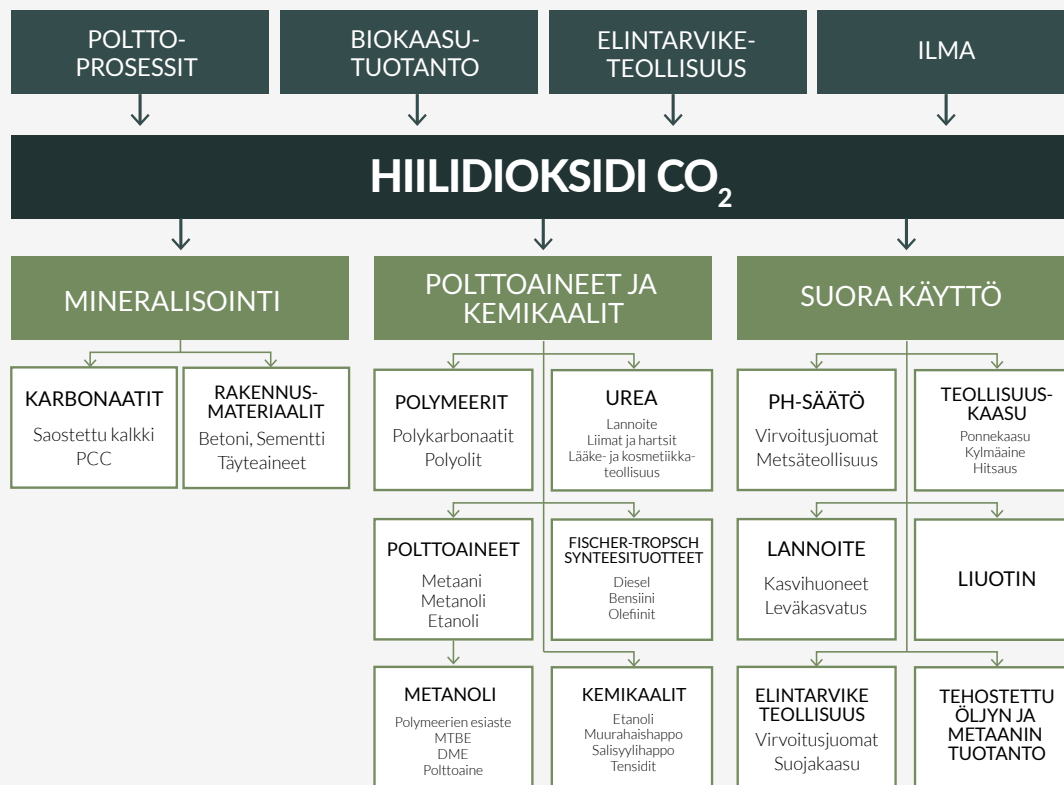 POLTTO-
PROSESSIT
BIOKAASU-
TUOTANTO
ELINTARVIKE-
TEOLLISUUS
ILMA
HIILIDIOKSIDI CO₂
MINERALISOINTI
POLTTOAINEET JA
KEMIKAALIT
SUORA KÄYTTÖ
KARBONAATIT
Saostettu kalkki
PCC
RAKENNUS-
MATERIAALIT
Betoni, Sementti
Täyteaineet
POLYMEERIT
Polykarbonaatit
Polyolit
UREA
Lannoite
Liimat ja hartsit
Lääke- ja kosmetiikka-
teollisuus
PH-SÄÄTÖ
Virvoitusjuomat
Metsäteollisuus
TEOLLISUUS-
KAASU
Ponnekaasu
Kylmäaine
Hitsaus
POLTTOAINEET
Metaani
Metanoli
Etanoli
FISCHER-TROPSCH
SYNTEESITUOTTEET
Diesel
Bensiini
Olefiinit
LANNOITE
Kasvihuoneet
Leväkasvatus
LIUOTIN
METANOLI
Polymeerien esiaste
MTBE
DME
Polttoaine
KEMIKAALIT
Etanoli
Muurahaishappo
Salisyylihappo
Tensidit
ELINTARVIKE
TEOLLISUUS
Virvoitusjuomat
Suojakaasu
TEHOSTETTU
ÖLJYN JA
METAANIN
TUOTANTO